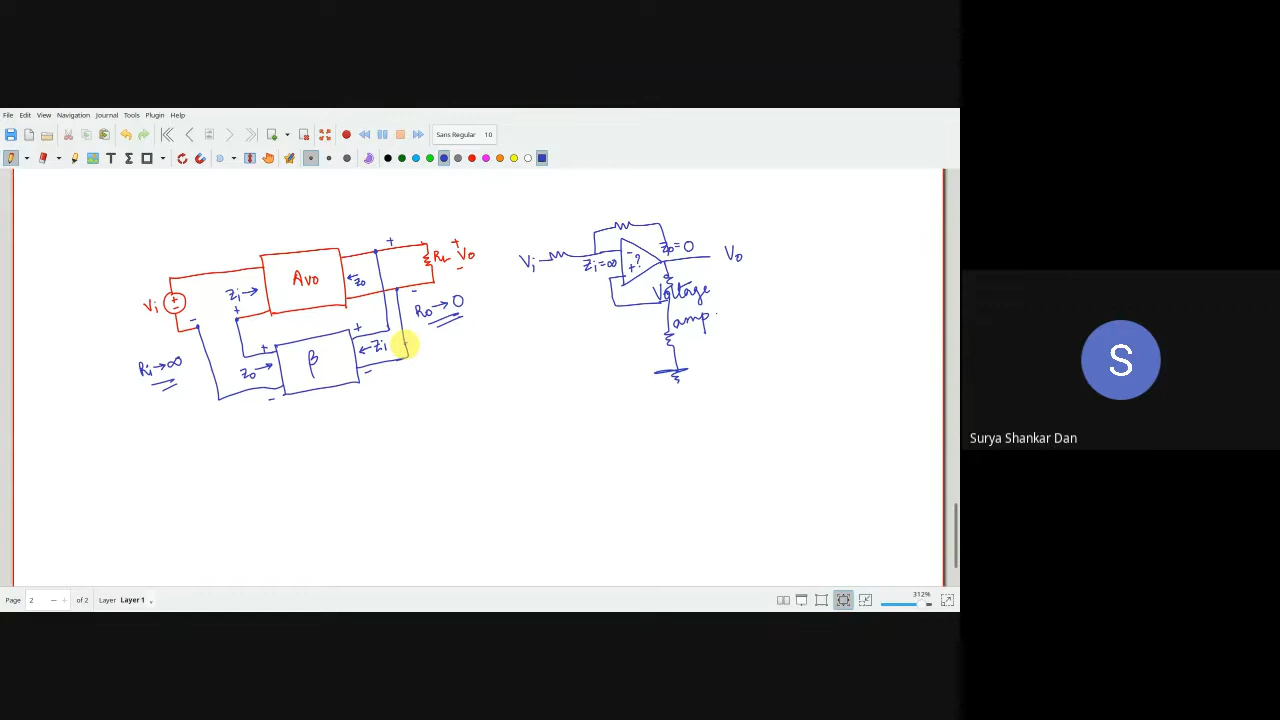 File Edit View Navigation Journal Tools Plugin Help
Sans Regular 10
Vi
Avo
Zi →
← Zo
RL
Vo
+
-
Ri → ∞
Ro → 0
β
Zo →
← Zi
Vi
Zi = ∞
Zo = 0
- ?
+
Vo
Voltage
amp.
S
Surya Shankar Dan
Page 2 of 2 Layer Layer 1
312%